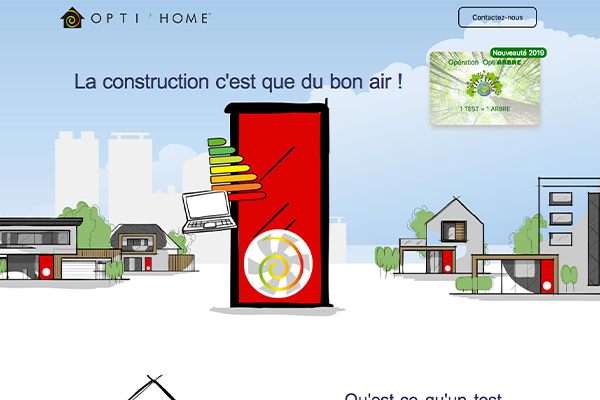 OPTI'HOME
Contactez-nous
Nouveauté 2019
Opération Opti'ARBRE
La construction c'est que du bon air !
1 TEST = 1 ARBRE
Qu'est-ce qu'un test